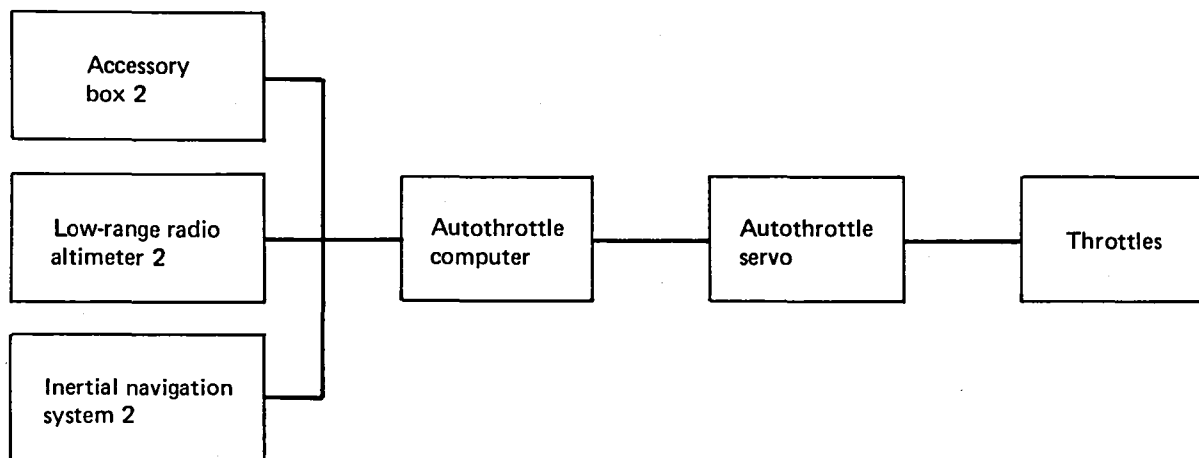 Accessory
box 2
Low-range radio
altimeter 2
Inertial navigation
system 2
Autothrottle
computer
Autothrottle
servo
Throttles